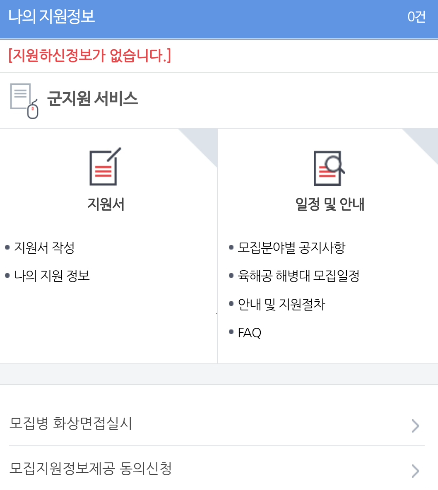 나의 지원정보 0건
[지원하신정보가 없습니다.]
군지원 서비스
지원서
• 지원서 작성
• 나의 지원 정보
일정 및 안내
• 모집분야별 공지사항
• 육해공 해병대 모집일정
• 안내 및 지원절차
• FAQ
모집병 화상면접실시
모집지원정보제공 동의신청